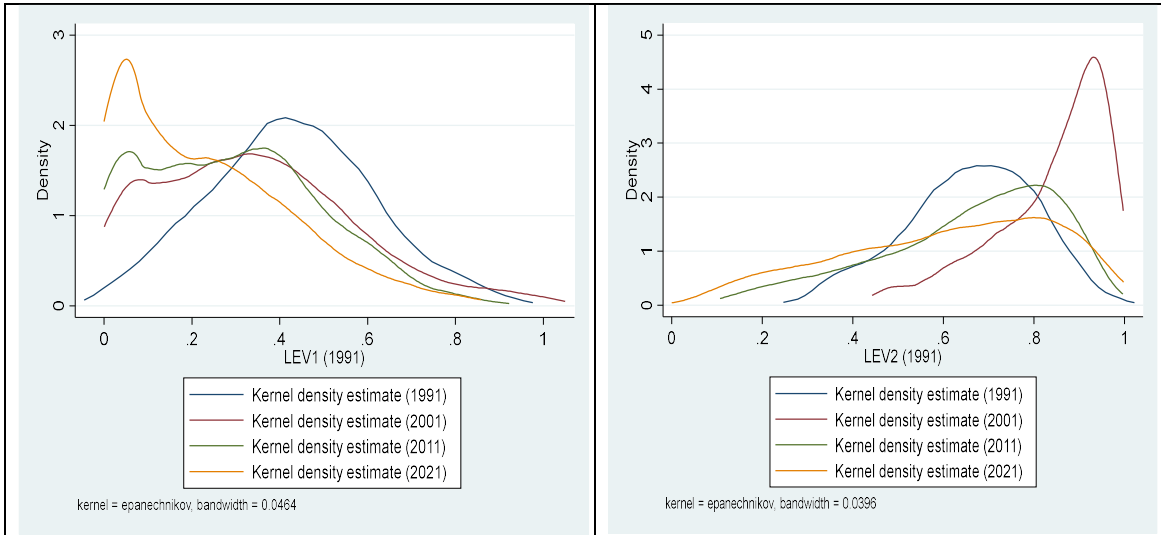 3
2
1
0
Density
0
.2
.4
.6
.8
1
LEV1 (1991)
Kernel density estimate (1991)
Kernel density estimate (2001)
Kernel density estimate (2011)
Kernel density estimate (2021)
kernel = epanechnikov, bandwidth = 0.0464
5
4
3
2
1
0
Density
0
.2
.4
.6
.8
1
LEV2 (1991)
Kernel density estimate (1991)
Kernel density estimate (2001)
Kernel density estimate (2011)
Kernel density estimate (2021)
kernel = epanechnikov, bandwidth = 0.0396